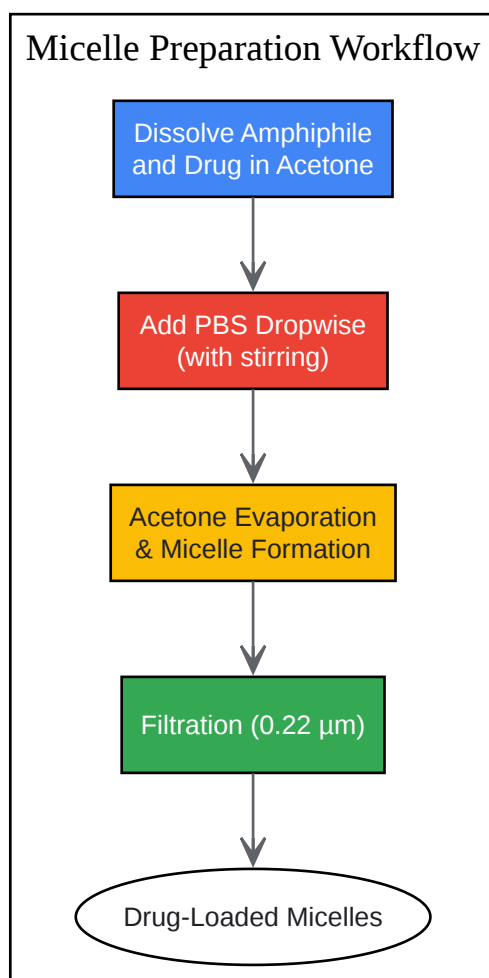 Micelle Preparation Workflow
Dissolve Amphiphile
and Drug in Acetone
Add PBS Dropwise
(with stirring)
Acetone Evaporation
& Micelle Formation
Filtration (0.22 µm)
Drug-Loaded Micelles